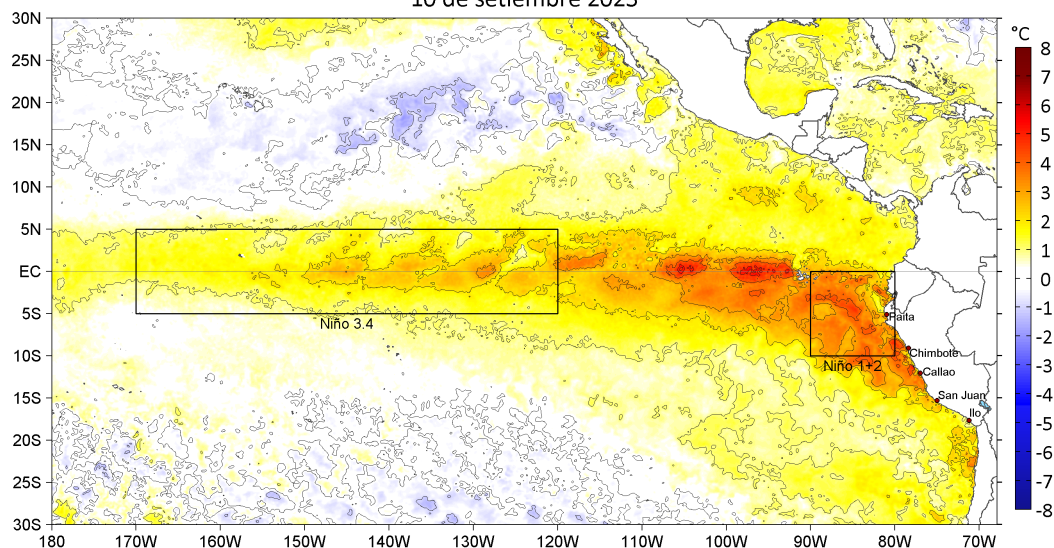 10 de setiembre
°C
30N
25N
20N
15N
10N
5N
EC
5S
10S
15S
20S
25S
30S
180
170W
160W
150W
140W
130W
120W
110W
100W
90W
80W
70W
Niño 3.4
Niño 1+2
Paita
Chimbote
Callao
San Juan
Ilo
8
7
6
5
4
3
2
1
0
-0
-1
-2
-3
-4
-5
-6
-7
-8